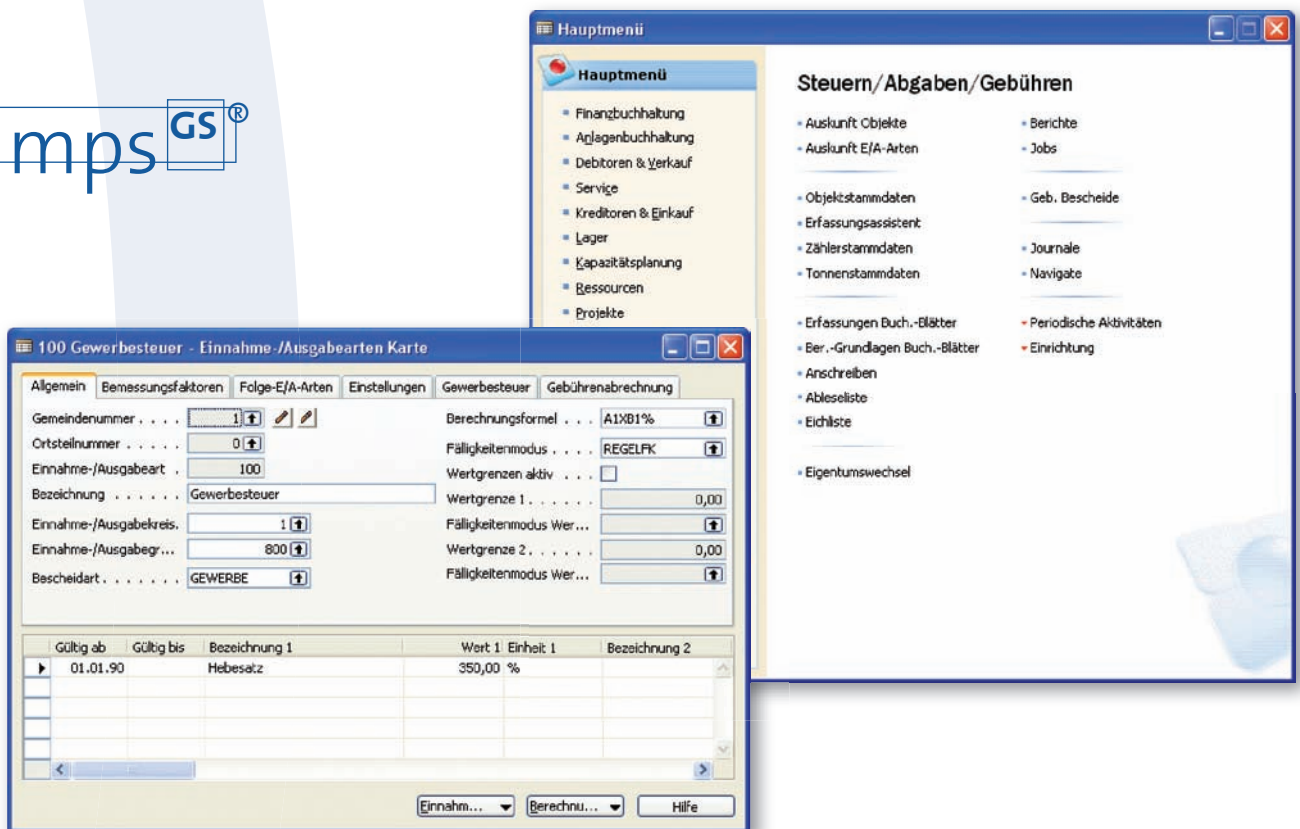 mps GS®
Hauptmenü
Hauptmenü
Finanzbuchhaltung
Anlagenbuchhaltung
Debitoren & Verkauf
Service
Kreditoren & Einkauf
Lager
Kapazitätsplanung
Ressourcen
Projekte
Steuern/Abgaben/Gebühren
Auskunft Objekte
Auskunft E/A-Arten
Objektstammdaten
Erfassungsassistent
Zählerstammdaten
Tonnenstammdaten
Erfassungen Buch.-Blätter
Ber.-Grundlagen Buch.-Blätter
Anschreiben
Ableseliste
Eichliste
Eigentumswechsel
Berichte
Jobs
Geb. Bescheide
Journale
Navigate
Periodische Aktivitäten
Einrichtung
100 Gewerbesteuer - Einnahme-/Ausgabearten Karte
Allgemein Bemessungsfaktoren Folge-E/A-Arten Einstellungen Gewerbesteuer Gebührenabrechnung
Gemeindenummer . . . . 1
Ortsteilnummer . . . . . 0
Einnahme-/Ausgabeart . 100
Bezeichnung . . . . . . Gewerbesteuer
Einnahme-/Ausgabekreis. 1
Einnahme-/Ausgabegr... 800
Bescheidart . . . . . . . GEWERBE
Berechnungsformel . . . A1XB1%
Fälligkeitenmodus . . . . REGELFK
Wertgrenzen aktiv . . .
Wertgrenze 1 . . . . . . 0,00
Fälligkeitenmodus Wer...
Wertgrenze 2 . . . . . . 0,00
Fälligkeitenmodus Wer...
Gültig ab Gültig bis Bezeichnung 1 Wert 1 Einheit 1 Bezeichnung 2
01.01.90 Hebesatz 350,00 %
Einnahm... Berechnu... Hilfe